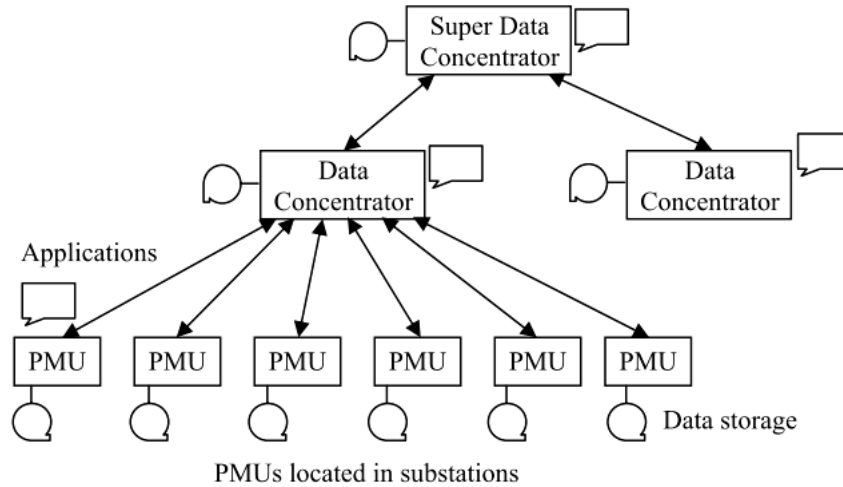 Super Data
Concentrator
Data
Concentrator
Data
Concentrator
Applications
PMU
PMU
PMU
PMU
PMU
PMU
Data storage
PMUs located in substations